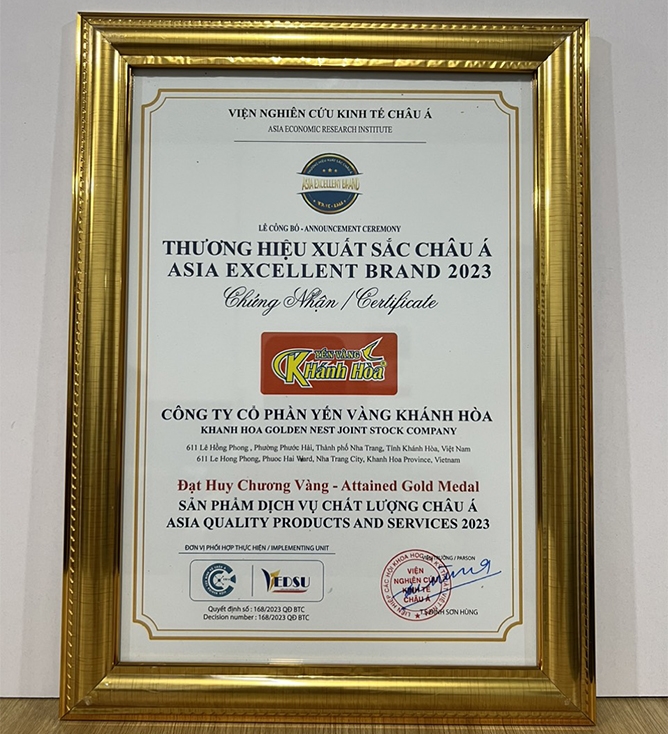 VIỆN NGHIÊN CỨU KINH TẾ CHÂU Á
ASIA ECONOMIC RESEARCH INSTITUTE
ASIA EXCELLENT BRAND
LỄ CÔNG BỐ - ANNOUNCEMENT CEREMONY
THƯƠNG HIỆU XUẤT SẮC CHÂU Á
ASIA EXCELLENT BRAND 2023
Chứng Nhận / Certificate
YẾN VÀNG
Khánh Hòa
CÔNG TY CỔ PHẦN YẾN VÀNG KHÁNH HÒA
KHANH HOA GOLDEN NEST JOINT STOCK COMPANY
611 Lê Hồng Phong , Phường Phước Hải, Thành phố Nha Trang, Tỉnh Khánh Hòa, Việt Nam
611 Le Hong Phong, Phuoc Hai Ward, Nha Trang City, Khanh Hoa Province, Vietnam
Đạt Huy Chương Vàng - Attained Gold Medal
SẢN PHẨM DỊCH VỤ CHẤT LƯỢNG CHÂU Á
ASIA QUALITY PRODUCTS AND SERVICES 2023
ĐƠN VỊ PHỐI HỢP THỰC HIỆN / IMPLEMENTING UNIT
VEDSU
Quyết định số : 168/2023 QĐ BTC
Decision number : 168/2023 QĐ BTC
VIỆN TRƯỞNG / PARSON
VIỆN
NGHIÊN CỨU
KINH TẾ
CHÂU Á
TS ĐINH SƠN HÙNG